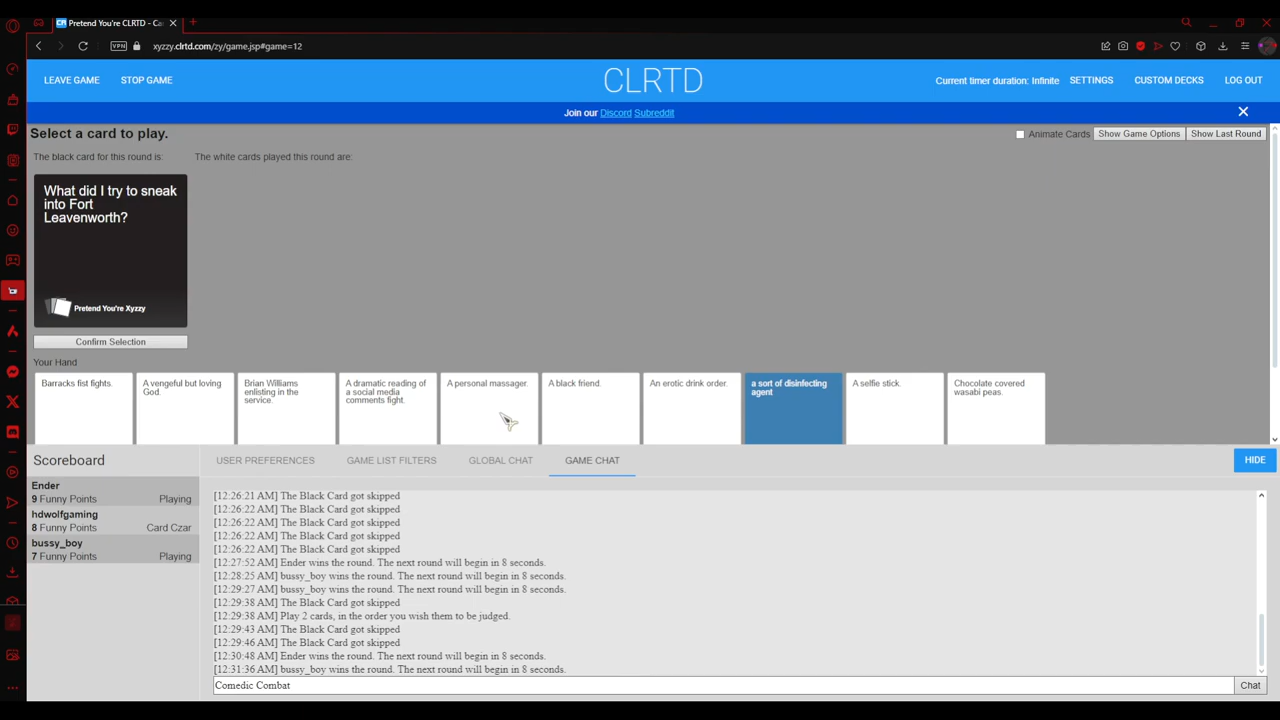 Pretend You're CLRTD - Ca
VPN
xyzzy.clrtd.com/zy/game.jsp#game=12
LEAVE GAME
STOP GAME
CLRTD
Current timer duration: Infinite
SETTINGS
CUSTOM DECKS
LOG OUT
Join our Discord Subreddit
Select a card to play.
Animate Cards
Show Game Options
Show Last Round
The black card for this round is:
The white cards played this round are:
What did I try to sneak
into Fort
Leavenworth?
Pretend You're Xyzzy
Confirm Selection
Your Hand
Barracks fist fights.
A vengeful but loving
God.
Brian Williams
enlisting in the
service.
A dramatic reading of
a social media
comments fight.
A personal massager.
A black friend.
An erotic drink order.
a sort of disinfecting
agent
A selfie stick.
Chocolate covered
wasabi peas.
Scoreboard
USER PREFERENCES
GAME LIST FILTERS
GLOBAL CHAT
GAME CHAT
HIDE
Ender
9 Funny Points
Playing
hdwolfgaming
8 Funny Points
Card Czar
bussy_boy
7 Funny Points
Playing
[12:26:21 AM] The Black Card got skipped
[12:26:22 AM] The Black Card got skipped
[12:26:22 AM] The Black Card got skipped
[12:26:22 AM] The Black Card got skipped
[12:26:22 AM] The Black Card got skipped
[12:27:52 AM] Ender wins the round. The next round will begin in 8 seconds.
[12:28:25 AM] bussy_boy wins the round. The next round will begin in 8 seconds.
[12:29:27 AM] bussy_boy wins the round. The next round will begin in 8 seconds.
[12:29:38 AM] The Black Card got skipped
[12:29:38 AM] Play 2 cards, in the order you wish them to be judged.
[12:29:43 AM] The Black Card got skipped
[12:29:46 AM] The Black Card got skipped
[12:30:48 AM] Ender wins the round. The next round will begin in 8 seconds.
[12:31:36 AM] bussy_boy wins the round. The next round will begin in 8 seconds.
Comedic Combat
Chat